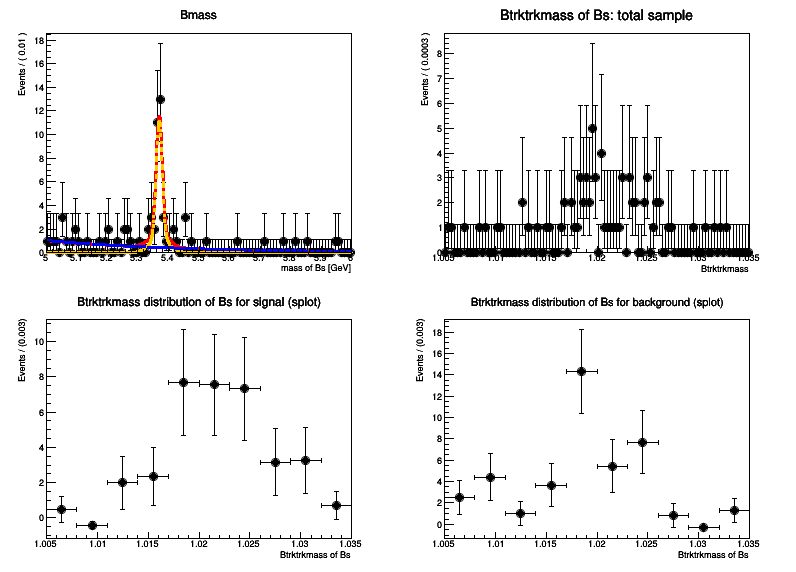 Bmass
Events / ( 0.01 )
18
16
14
12
10
8
6
4
2
0
5 5.1 5.2 5.3 5.4 5.5 5.6 5.7 5.8 5.9 6
mass of Bs [GeV]
Btrktrkmass of Bs: total sample
Events / ( 0.0003 )
8
7
6
5
4
3
2
1
0
1.005 1.01 1.015 1.02 1.025 1.03 1.035
Btrktrkmass
Btrktrkmass distribution of Bs for signal (splot)
Events / (0.003)
10
8
6
4
2
0
1.005 1.01 1.015 1.02 1.025 1.03 1.035
Btrktrkmass of Bs
Btrktrkmass distribution of Bs for background (splot)
Events / (0.003)
18
16
14
12
10
8
6
4
2
0
1.005 1.01 1.015 1.02 1.025 1.03 1.035
Btrktrkmass of Bs